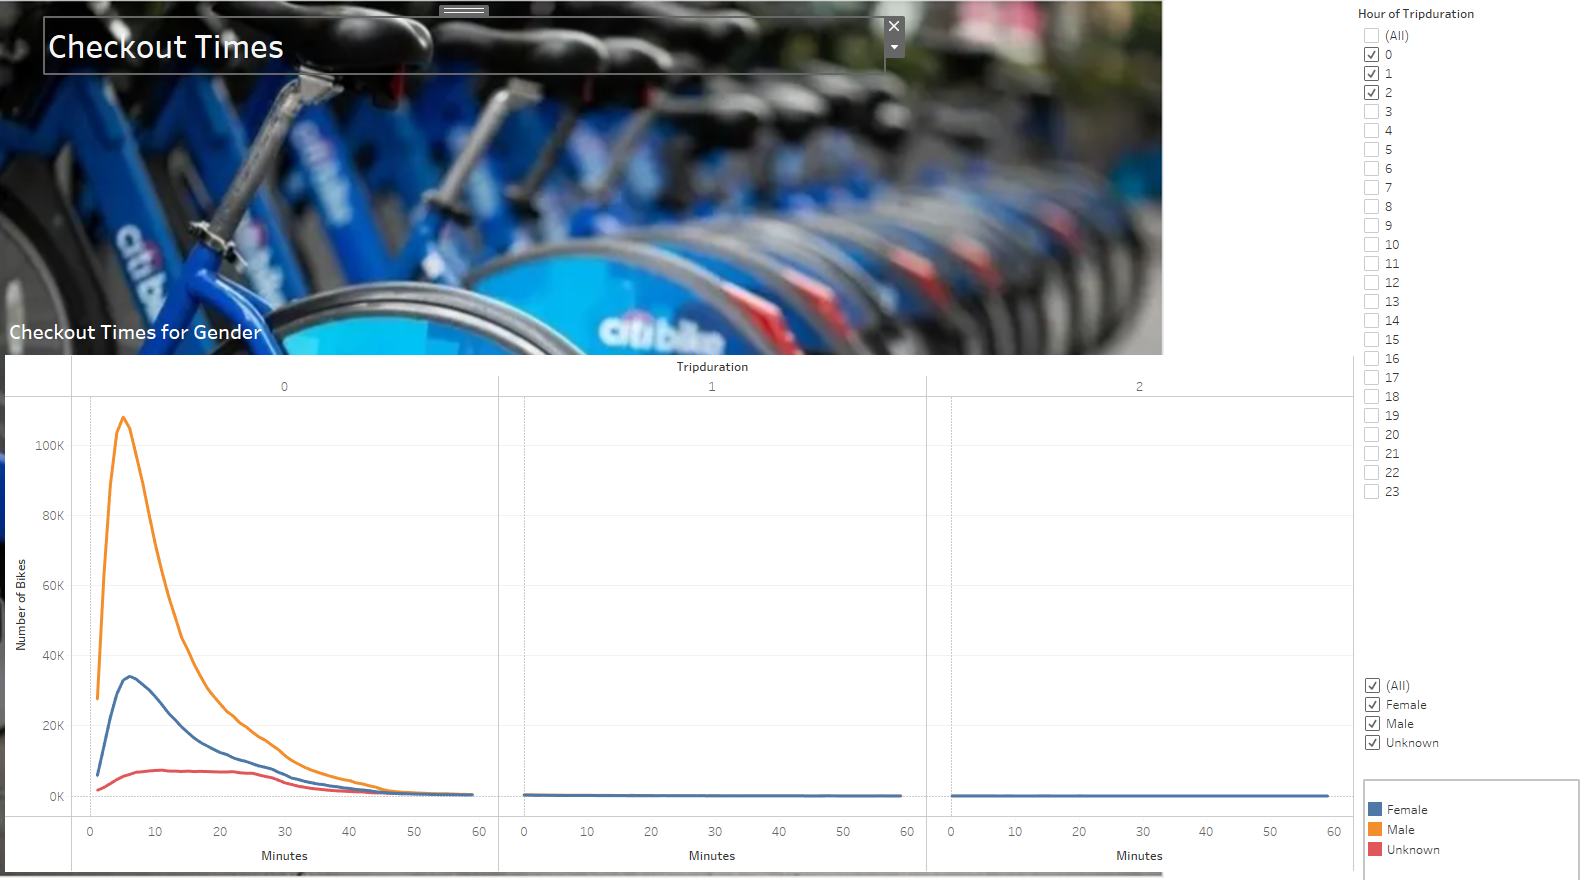 Checkout Times
Hour of Tripduration
(All)
0
1
2
3
4
5
6
7
8
9
10
11
12
13
14
15
16
17
18
19
20
21
22
23
citi
citibike
Checkout Times for Gender
Tripduration
0 1 2
100K
80K
60K
40K
20K
0K
Number of Bikes
0 10 20 30 40 50 60 0 10 20 30 40 50 60 0 10 20 30 40 50 60
Minutes Minutes Minutes
(All)
Female
Male
Unknown
Female
Male
Unknown